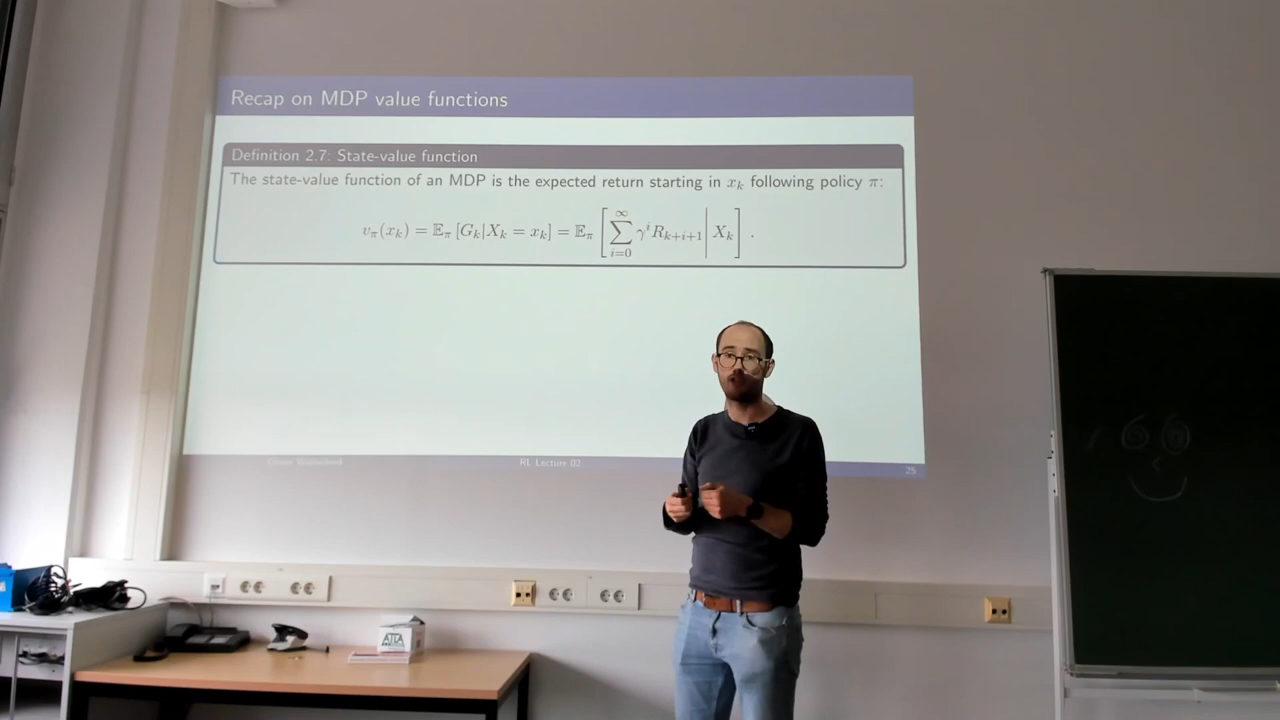 Recap on MDP value functions
Definition 2.7: State-value function
The state-value function of an MDP is the expected return starting in $x_k$ following policy $\pi$:
$v_\pi(x_k) = \mathbb{E}_\pi [G_k | X_k = x_k] = \mathbb{E}_\pi \left[ \sum_{i=0}^{\infty} \gamma^i R_{k+i+1} \middle| X_k \right].$
RL Lecture 02
25
ATLA